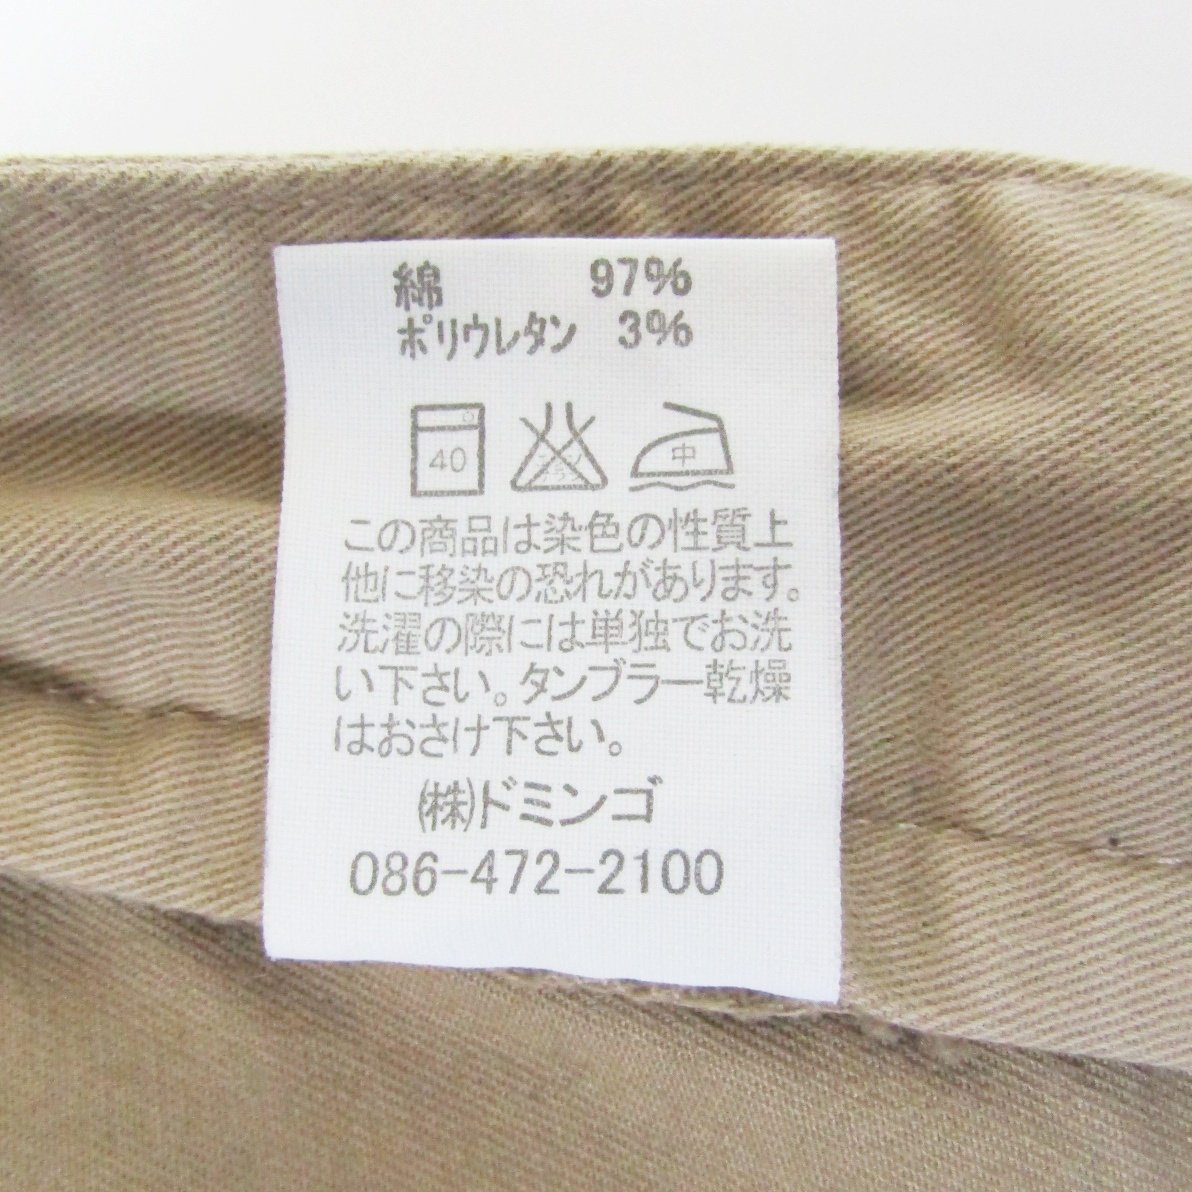 綿 97%
ポリウレタン 3%
40 中
この商品は染色の性質上
他に移染の恐れがあります。
洗濯の際には単独でお洗
い下さい。タンブラー乾燥
はおさけ下さい。
㈱ドミンゴ
086-472-2100